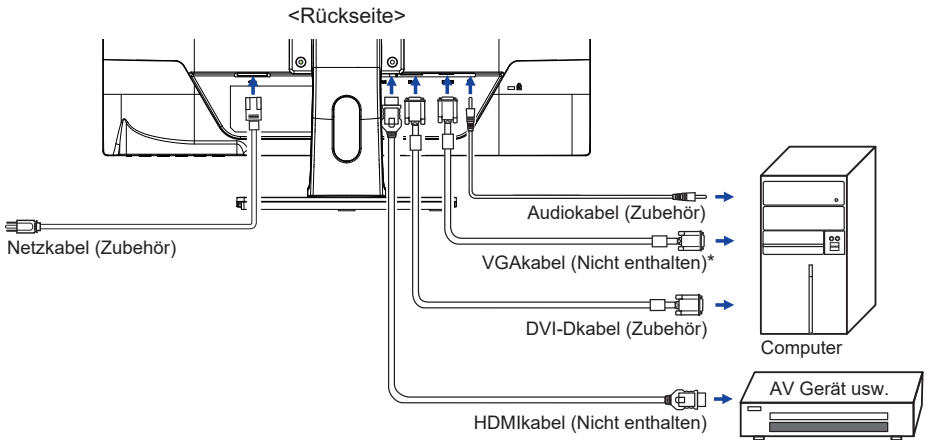 <Rückseite>
Audiokabel (Zubehör)
Netzkabel (Zubehör)
VGAkabel (Nicht enthalten)*
DVI-Dkabel (Zubehör)
Computer
AV Gerät usw.
HDMIkabel (Nicht enthalten)